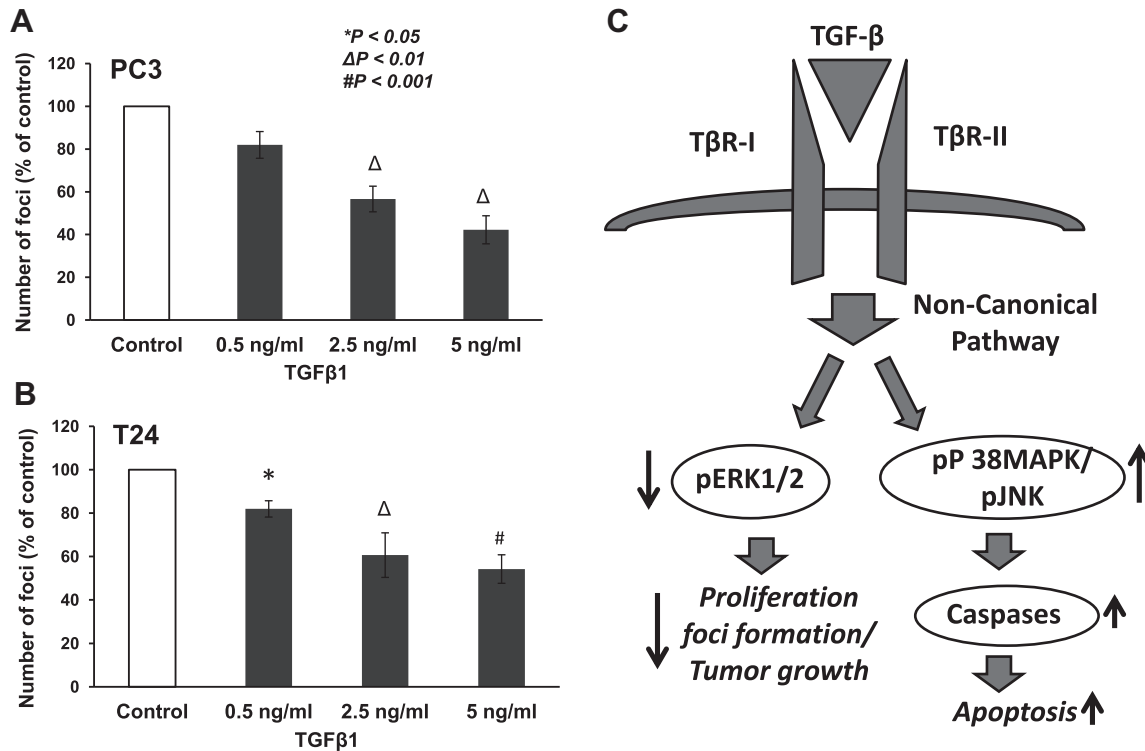 A
*P < 0.05
ΔP < 0.01
#P < 0.001
PC3
Number of foci (% of control)
120
100
80
60
40
20
0
Δ
Δ
Control 0.5 ng/ml 2.5 ng/ml 5 ng/ml
TGFβ1
B
T24
Number of foci (% of control)
120
100
80
60
40
20
0
*
Δ
#
Control 0.5 ng/ml 2.5 ng/ml 5 ng/ml
TGFβ1
C
TGF-β
TβR-I
TβR-II
Non-Canonical
Pathway
pERK1/2
pP 38MAPK/
pJNK
Proliferation
foci formation/
Tumor growth
Caspases
Apoptosis